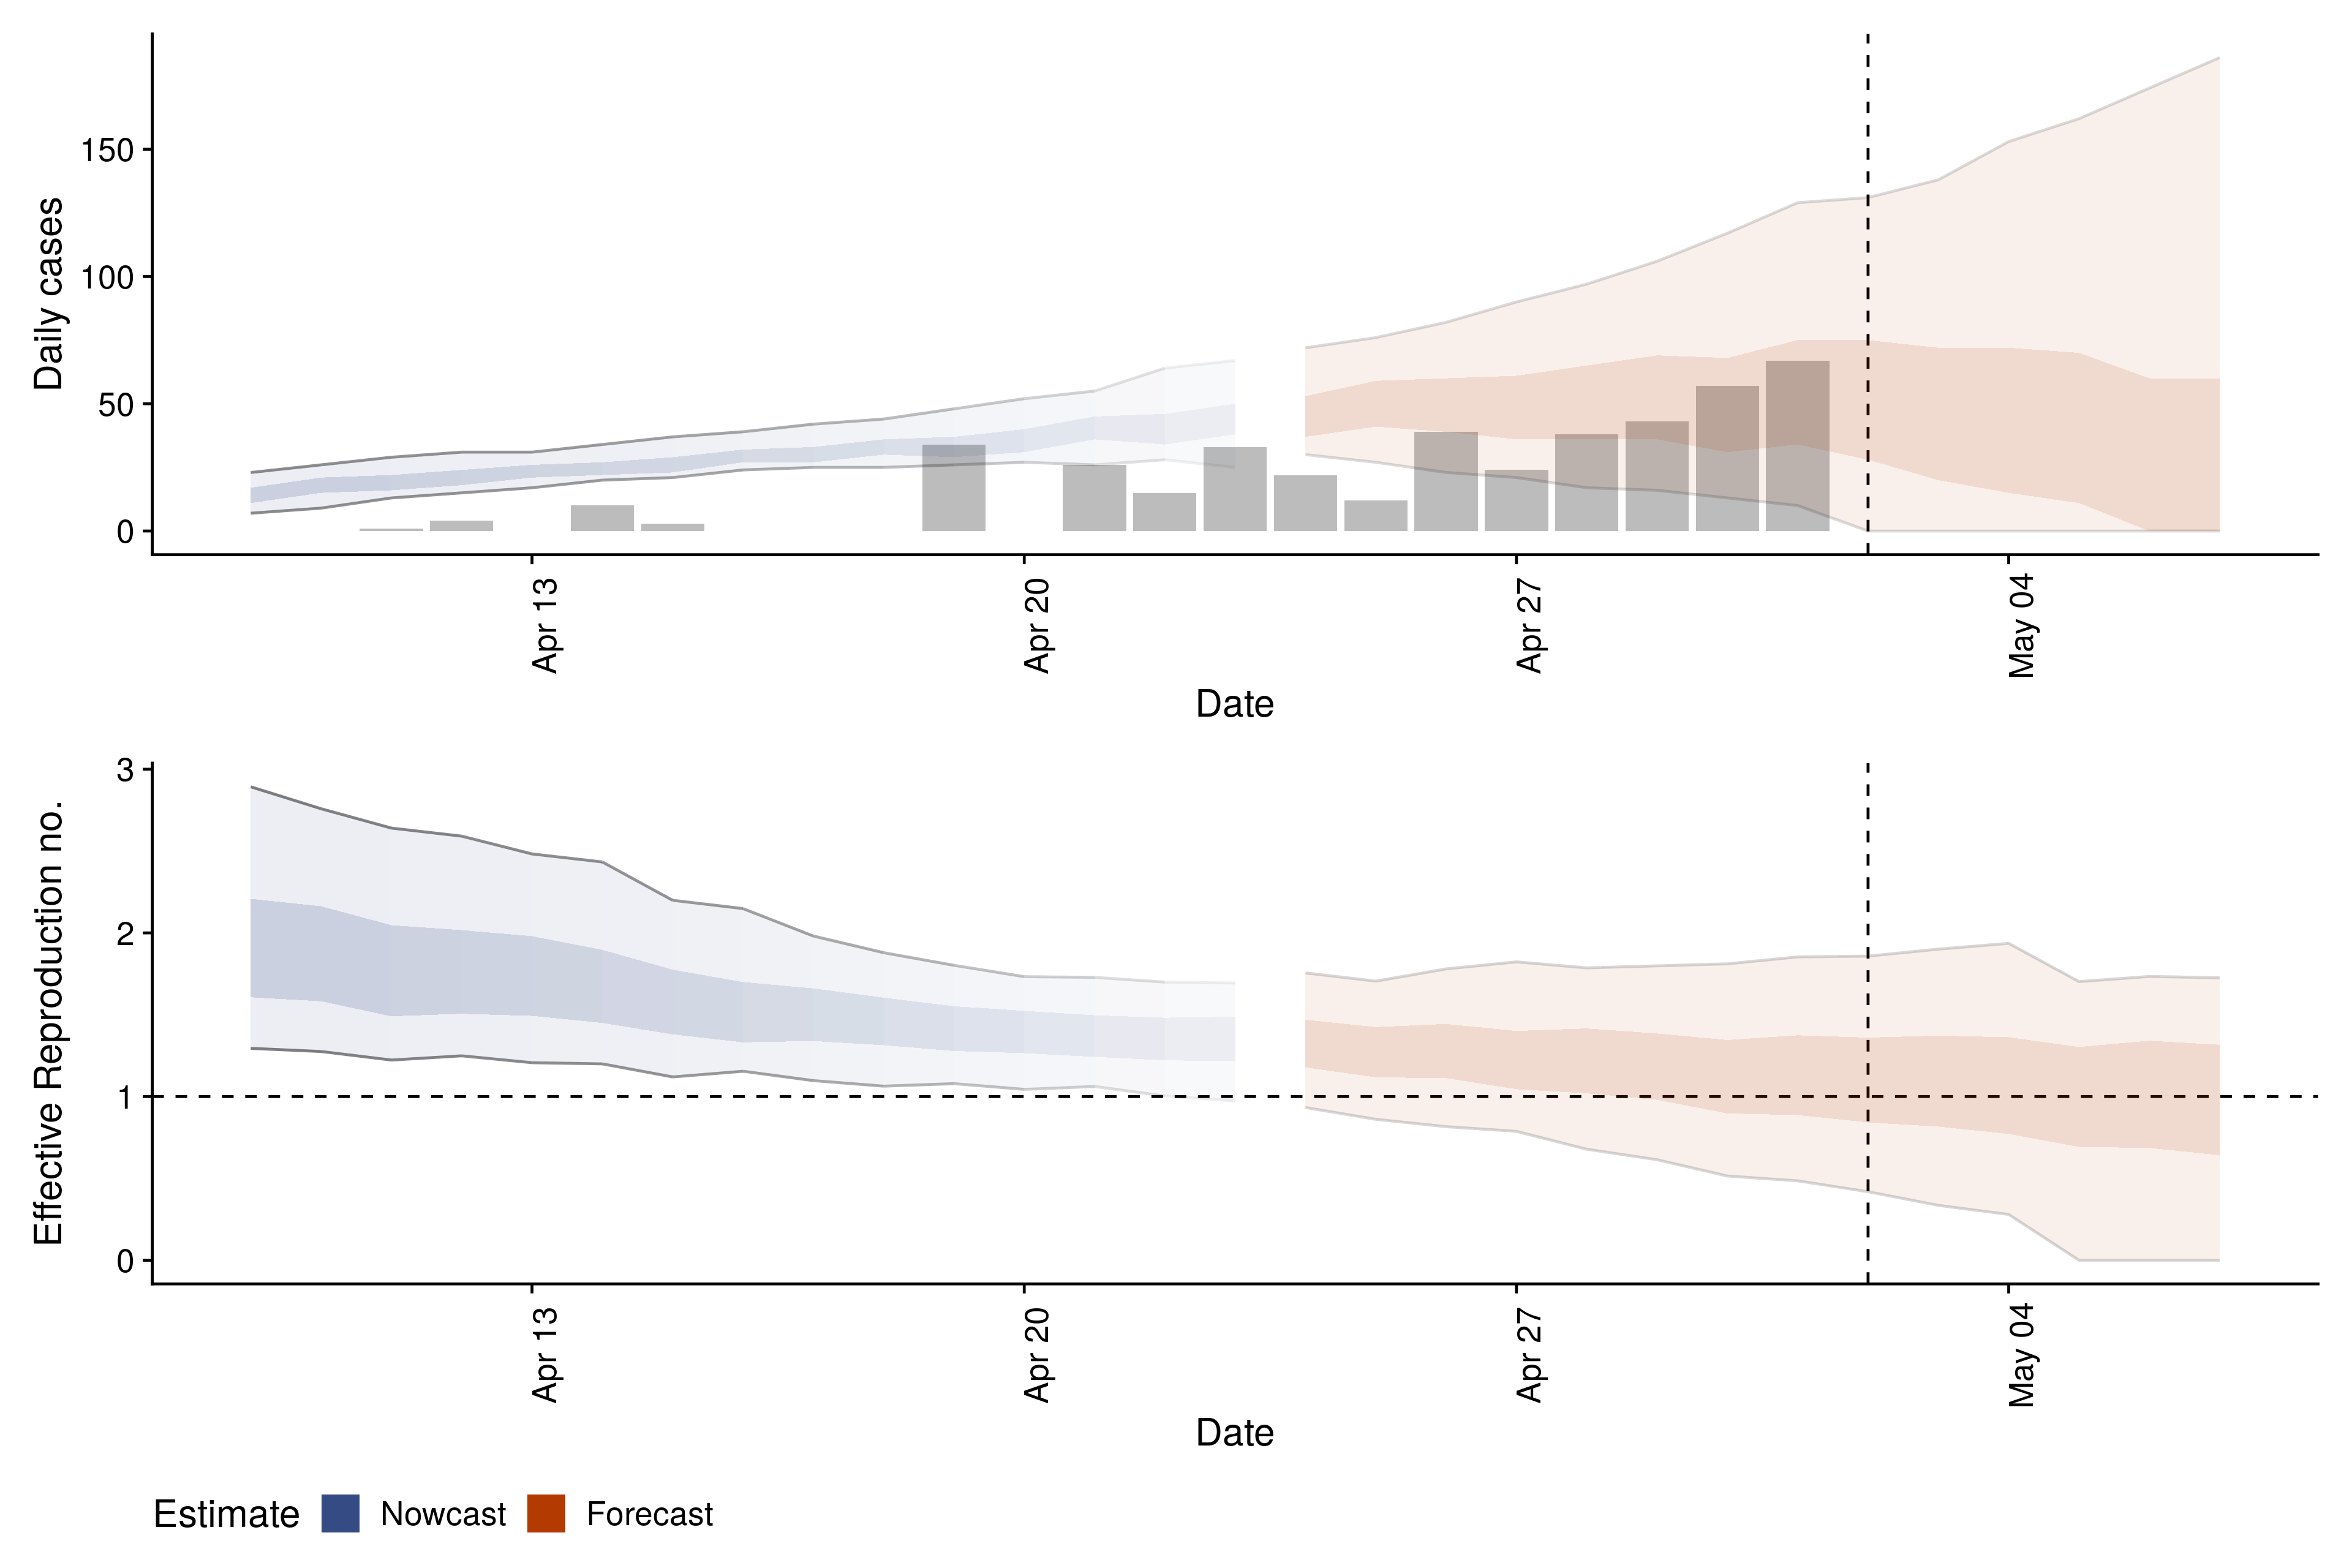 Daily cases
150
100
50
0
Apr 13
Apr 20
Apr 27
May 04
Date
Effective Reproduction no.
3
2
1
0
Apr 13
Apr 20
Apr 27
May 04
Date
Estimate Nowcast Forecast